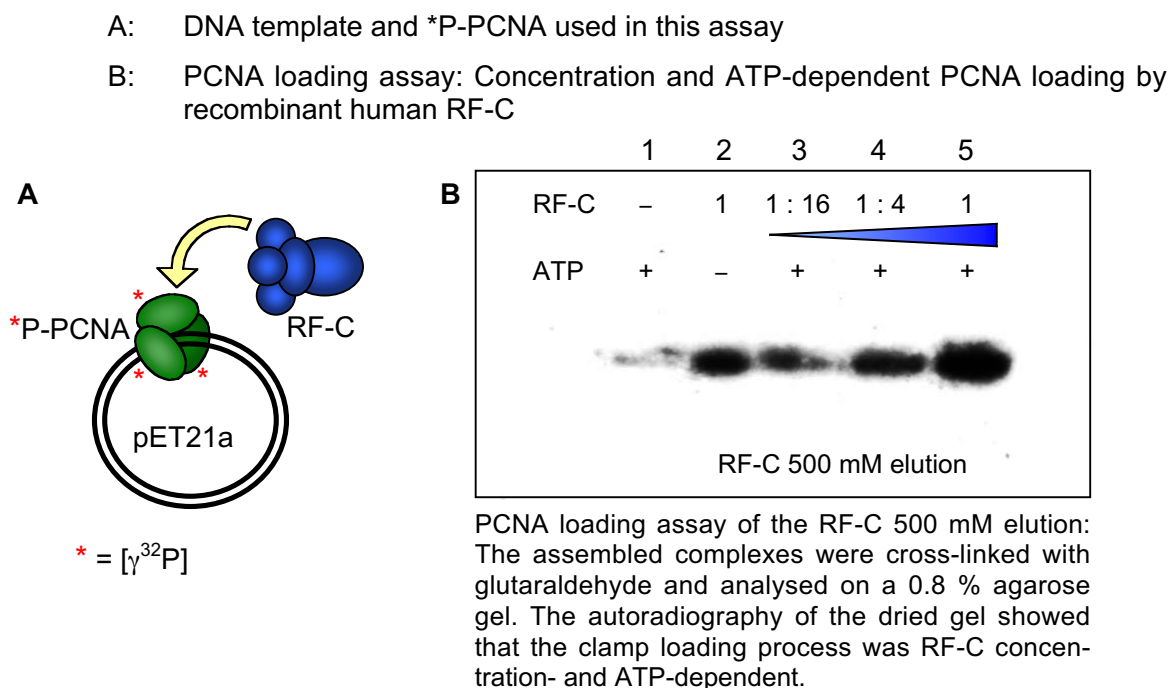 A: DNA template and *P-PCNA used in this assay
B: PCNA loading assay: Concentration and ATP-dependent PCNA loading by
recombinant human RF-C
A
*P-PCNA
RF-C
pET21a
* = [γ³²P]
B
1 2 3 4 5
RF-C – 1 1 : 16 1 : 4 1
ATP + – + + +
RF-C 500 mM elution
PCNA loading assay of the RF-C 500 mM elution:
The assembled complexes were cross-linked with
glutaraldehyde and analysed on a 0.8 % agarose
gel. The autoradiography of the dried gel showed
that the clamp loading process was RF-C concen-
tration- and ATP-dependent.